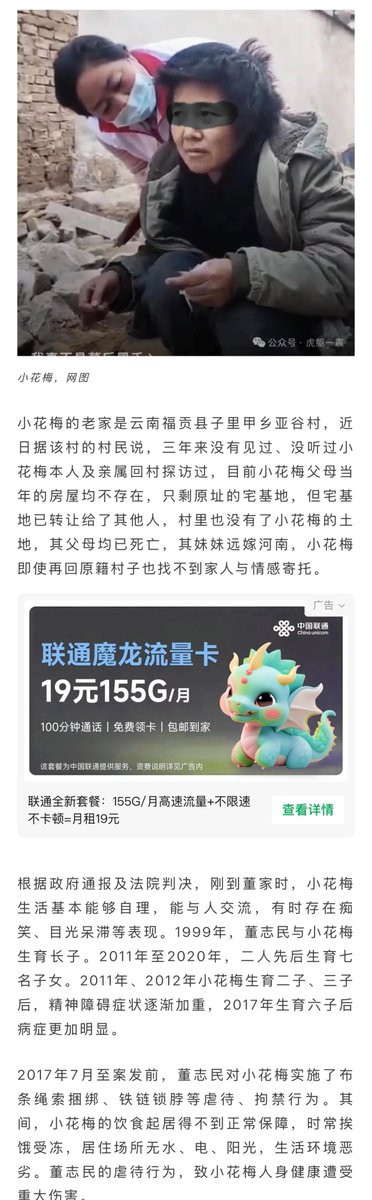 公众号·虎躯一震
小花梅，网图
小花梅的老家是云南福贡县子里甲乡亚谷村，近
日据该村的村民说，三年来没有见过、没听过小
花梅本人及亲属回村探访过，目前小花梅父母当
年的房屋均不存在，只剩原址的宅基地，但宅基
地已转让给了其他人，村里也没有了小花梅的土
地，其父母均已死亡，其妹妹远嫁河南，小花梅
即使再回原籍村子也找不到家人与情感寄托。
广告
中国联通
China unicom
联通魔龙流量卡
19元155G/月
100分钟通话丨免费领卡丨包邮到家
该套餐为中国联通提供服务，资费说明详见广告内
联通全新套餐：155G/月高速流量+不限速
不卡顿=月租19元
查看详情
根据政府通报及法院判决，刚到董家时，小花梅
生活基本能够自理，能与人交流，有时存在痴
笑、目光呆滞等表现。1999年，董志民与小花梅
生育长子。2011年至2020年，二人先后生育七
名子女。2011年、2012年小花梅生育二子、三子
后，精神障碍症状逐渐加重，2017年生育六子后
病症更加明显。
2017年7月至案发前，董志民对小花梅实施了布
条绳索捆绑、铁链锁脖等虐待、拘禁行为。其
间，小花梅的饮食起居得不到正常保障，时常挨
饿受冻，居住场所无水、电、阳光，生活环境恶
劣。董志民的虐待行为，致小花梅人身健康遭受
重大伤害。